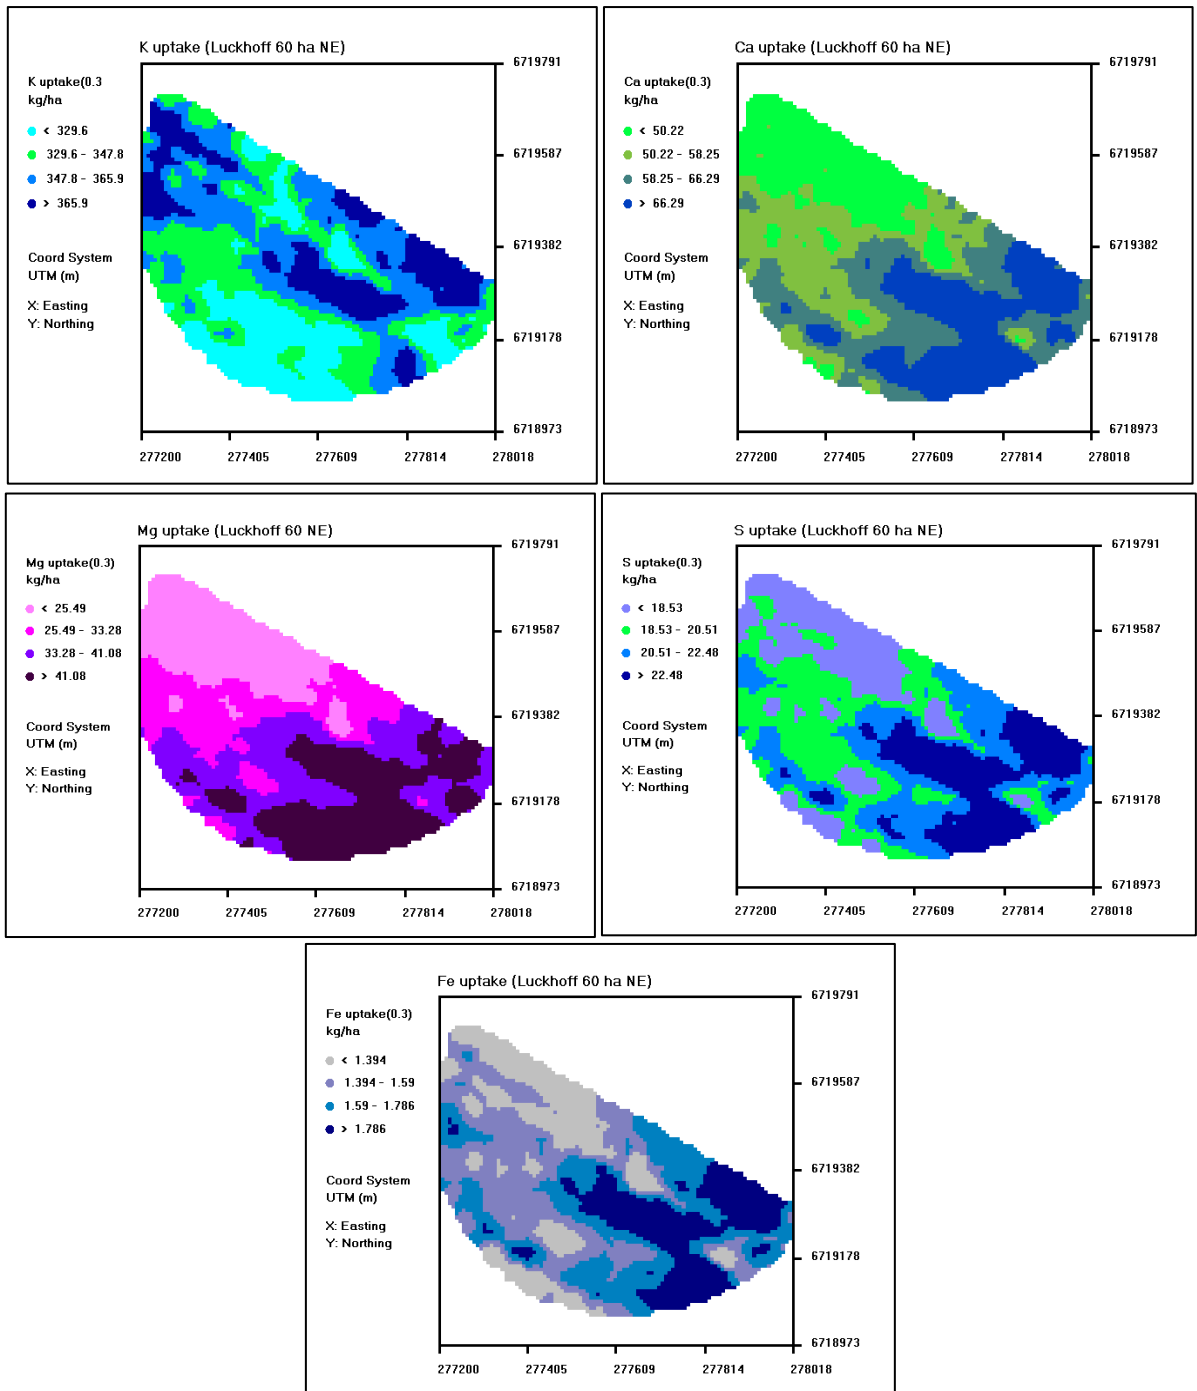 K uptake (Luckhoff 60 ha NE)
K uptake(0.3
kg/ha
< 329.6
329.6 - 347.8
347.8 - 365.9
> 365.9
Coord System
UTM (m)
X: Easting
Y: Northing
6719791
6719587
6719382
6719178
6718973
277200 277405 277609 277814 278018
Ca uptake (Luckhoff 60 ha NE)
Ca uptake(0.3)
kg/ha
< 50.22
50.22 - 58.25
58.25 - 66.29
> 66.29
Coord System
UTM (m)
X: Easting
Y: Northing
6719791
6719587
6719382
6719178
6718973
277200 277405 277609 277814 278018
Mg uptake (Luckhoff 60 NE)
Mg uptake(0.3)
kg/ha
< 25.49
25.49 - 33.28
33.28 - 41.08
> 41.08
Coord System
UTM (m)
X: Easting
Y: Northing
6719791
6719587
6719382
6719178
6718973
277200 277405 277609 277814 278018
S uptake (Luckhoff 60 ha NE)
S uptake(0.3)
kg/ha
< 18.53
18.53 - 20.51
20.51 - 22.48
> 22.48
Coord System
UTM (m)
X: Easting
Y: Northing
6719791
6719587
6719382
6719178
6718973
277200 277405 277609 277814 278018
Fe uptake (Luckhoff 60 ha NE)
Fe uptake(0.3)
kg/ha
< 1.394
1.394 - 1.59
1.59 - 1.786
> 1.786
Coord System
UTM (m)
X: Easting
Y: Northing
6719791
6719587
6719382
6719178
6718973
277200 277405 277609 277814 278018